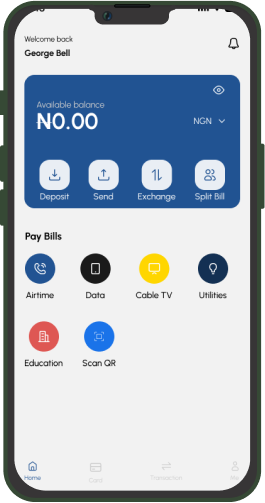 Welcome back
George Bell
Available balance
₦0.00
NGN
Deposit Send Exchange Split Bill
Pay Bills
Airtime Data Cable TV Utilities
Education Scan QR
Home Card Transaction Me